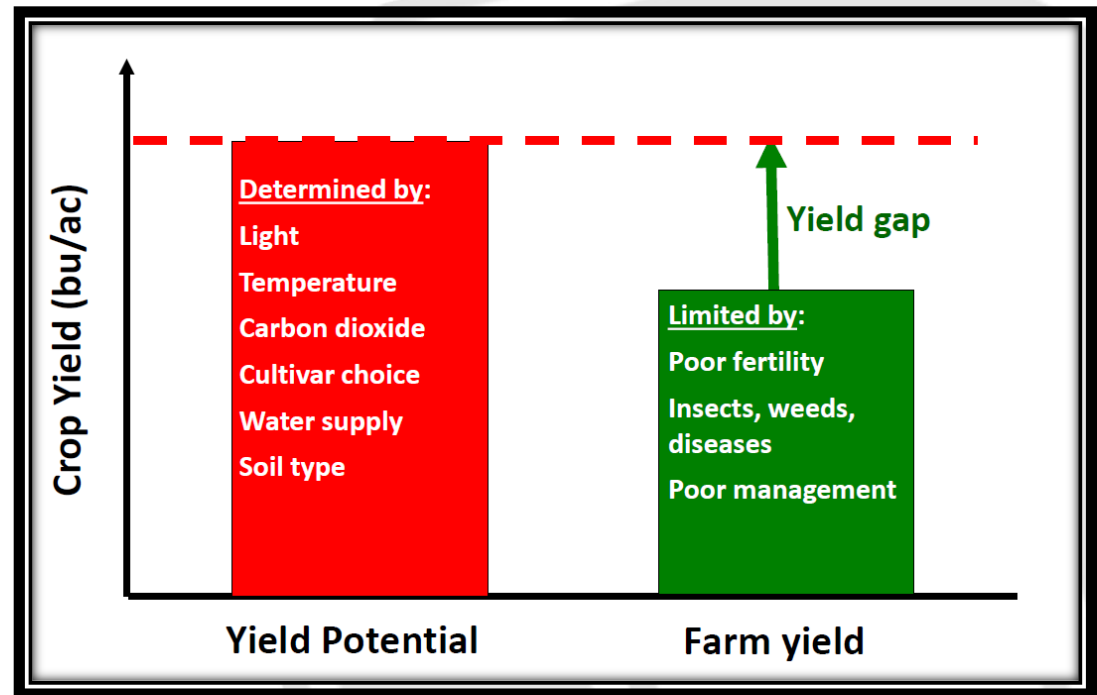 Crop Yield (bu/ac)
Determined by:
Light
Temperature
Carbon dioxide
Cultivar choice
Water supply
Soil type
Yield gap
Limited by:
Poor fertility
Insects, weeds,
diseases
Poor management
Yield Potential
Farm yield